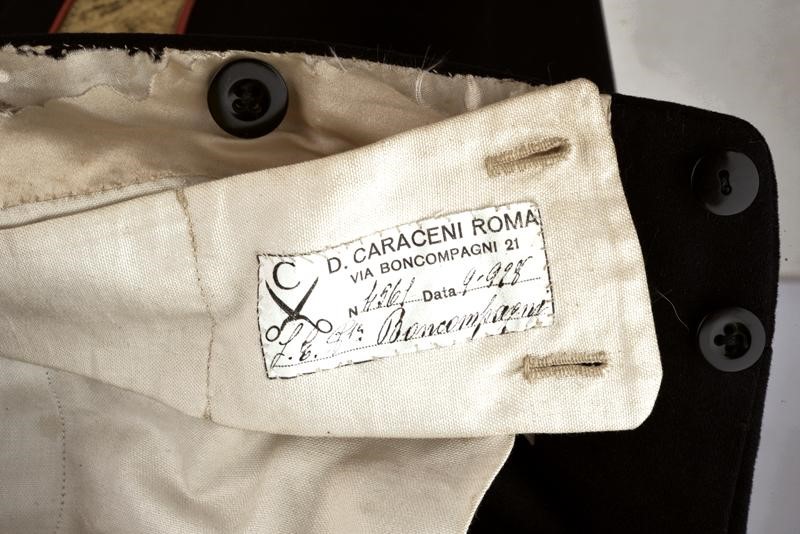 C
D. CARACENI ROMA
VIA BONCOMPAGNI 21
N 4561 Data 9-928
S. E. Boncompagni